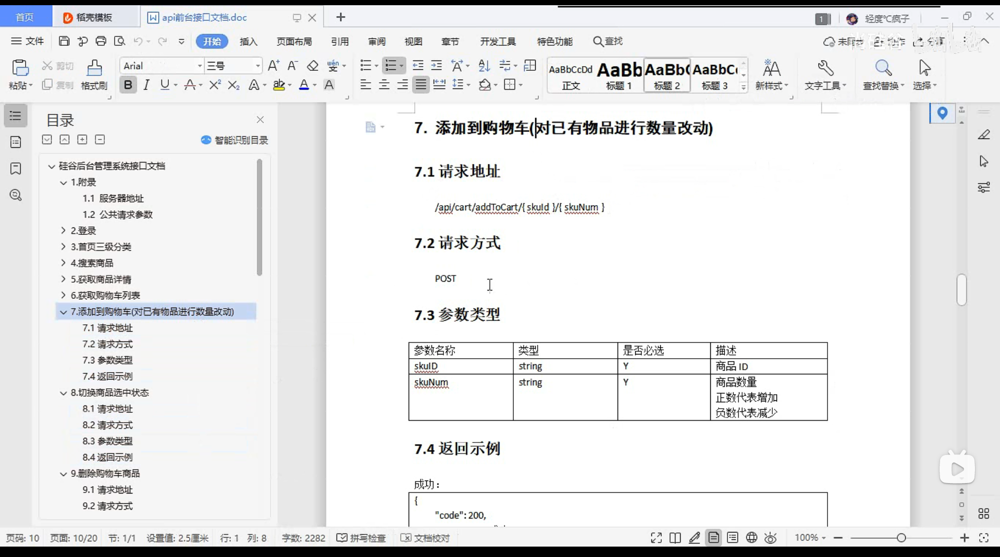 首页
稻壳模板
api前台接口文档.doc
1
轻度℃疯子
文件
开始
插入
页面布局
引用
审阅
视图
章节
开发工具
特色功能
查找
未同步
协作
分享
粘贴
剪切
复制
格式刷
Arial
三号
AaBbCcDd
正文
AaBb
标题 1
AaBb(
标题 2
AaBbC(
标题 3
新样式
文字工具
查找替换
选择
目录
智能识别目录
硅谷后台管理系统接口文档
1.附录
1.1 服务器地址
1.2 公共请求参数
2.登录
3.首页三级分类
4.搜索商品
5.获取商品详情
6.获取购物车列表
7.添加到购物车(对已有物品进行数量改动)
7.1 请求地址
7.2 请求方式
7.3 参数类型
7.4 返回示例
8.切换商品选中状态
8.1 请求地址
8.2 请求方式
8.3 参数类型
8.4 返回示例
9.删除购物车商品
9.1 请求地址
9.2 请求方式
7. 添加到购物车(对已有物品进行数量改动)
7.1 请求地址
/api/cart/addToCart/{ skuId }/{ skuNum }
7.2 请求方式
POST
7.3 参数类型
参数名称 类型 是否必选 描述
skuID string Y 商品 ID
skuNum string Y 商品数量
正数代表增加
负数代表减少
7.4 返回示例
成功：
{
"code": 200,
页码: 10 页面: 10/20 节: 1/1 设置值: 2.5厘米 行: 1 列: 8 字数: 2282 拼写检查 文档校对 100%